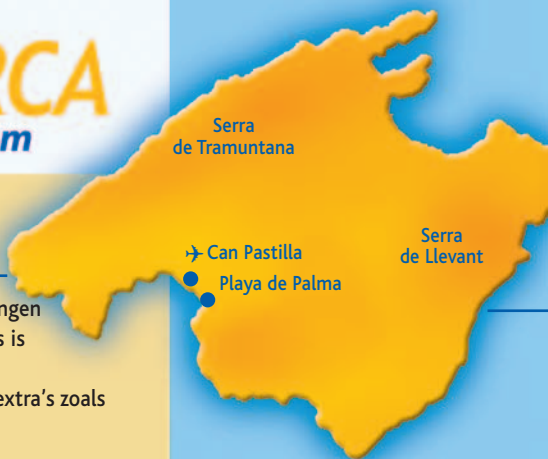 RCA
m
Serra
de Tramuntana
Can Pastilla
Playa de Palma
Serra
de Llevant
ngen
s is
extra's zoals